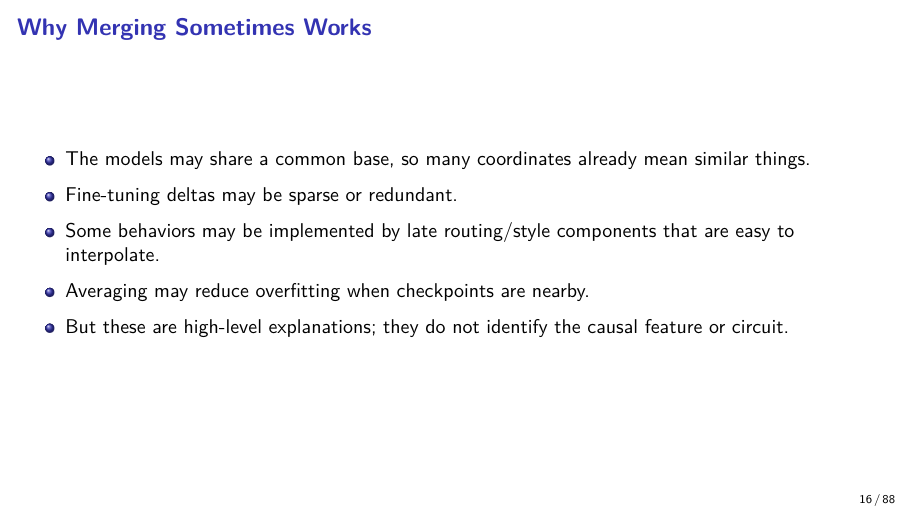 Why Merging Sometimes Works
The models may share a common base, so many coordinates already mean similar things.
Fine-tuning deltas may be sparse or redundant.
Some behaviors may be implemented by late routing/style components that are easy to
interpolate.
Averaging may reduce overfitting when checkpoints are nearby.
But these are high-level explanations; they do not identify the causal feature or circuit.
16 / 88